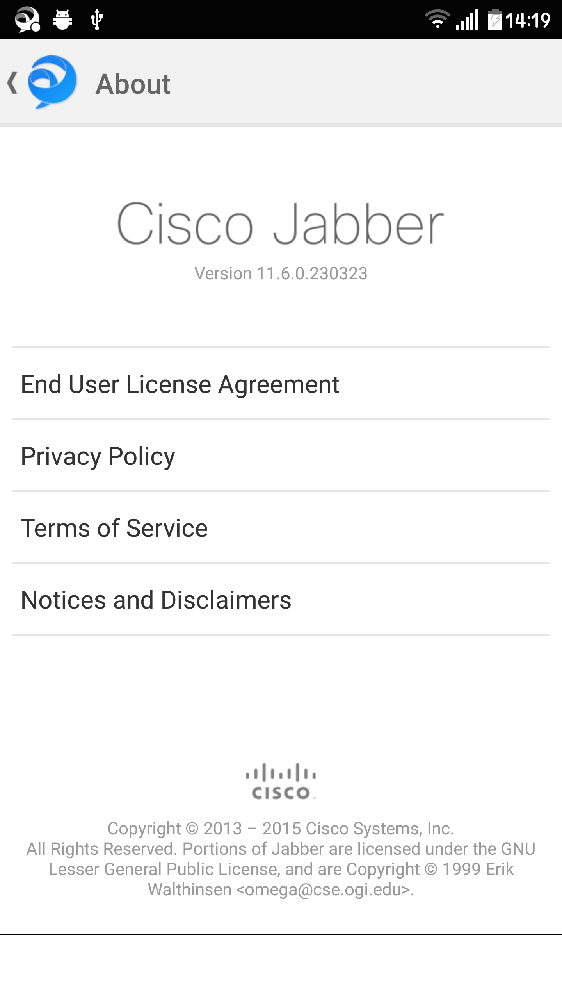 14:19
About
Cisco Jabber
Version 11.6.0.230323
End User License Agreement
Privacy Policy
Terms of Service
Notices and Disclaimers
CISCO
Copyright © 2013 – 2015 Cisco Systems, Inc.
All Rights Reserved. Portions of Jabber are licensed under the GNU
Lesser General Public License, and are Copyright © 1999 Erik
Walthinsen <omega@cse.ogi.edu>.